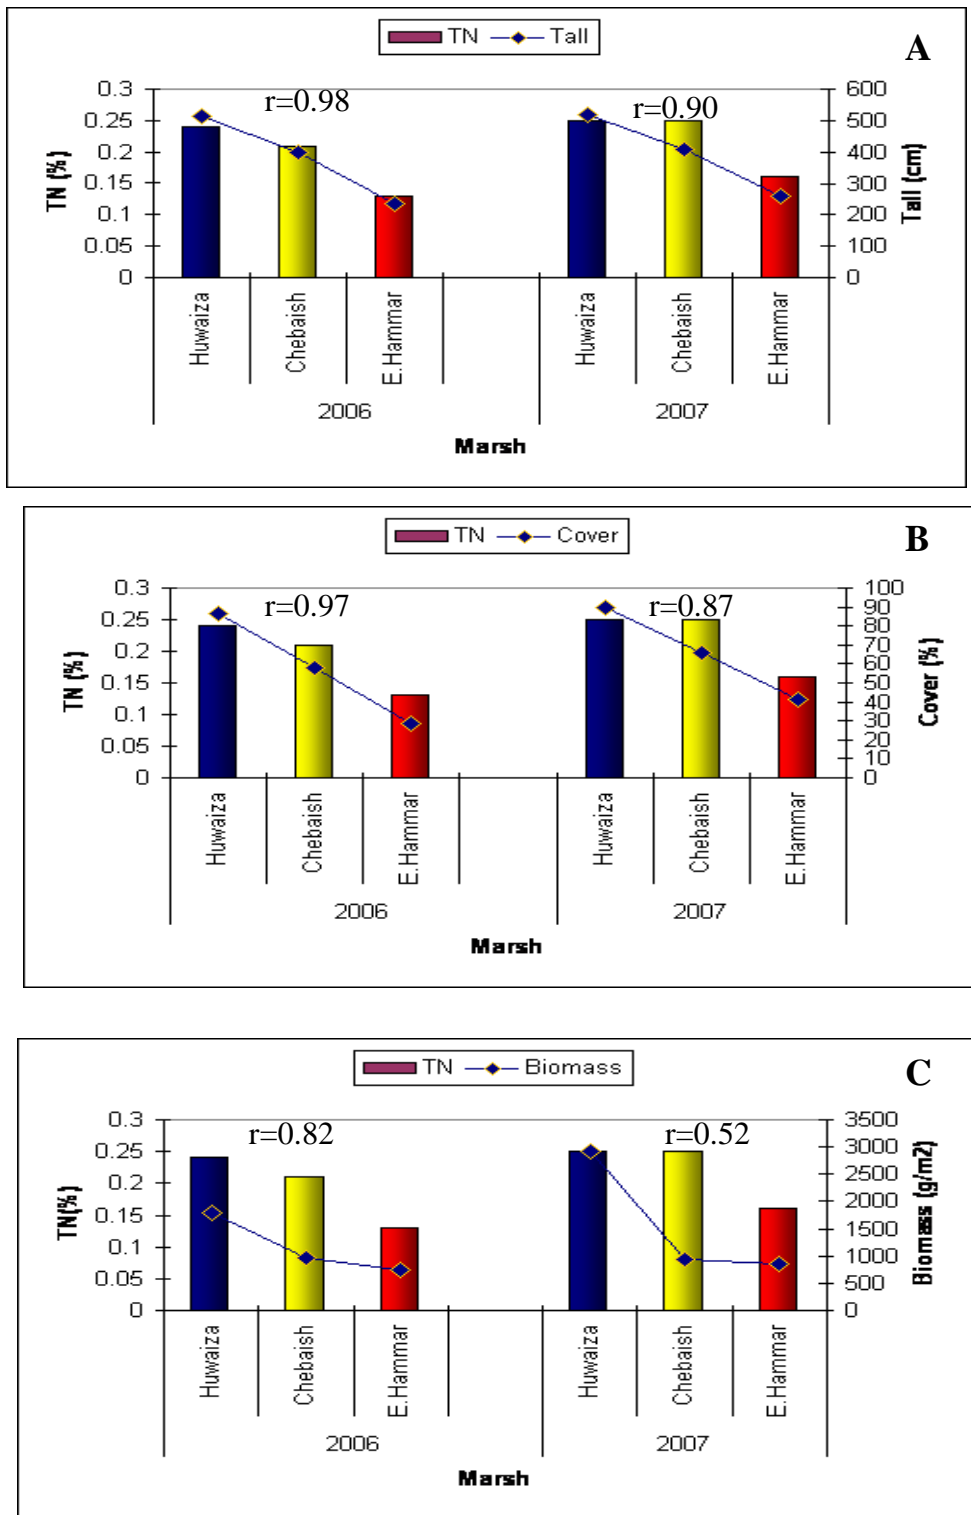 TN Tall
A
r=0.98 r=0.90
0.3 600
0.25 500
0.2 400
0.15 300
0.1 200
0.05 100
0 0
TN (%)
Tall (cm)
Huwaiza Chebaish E.Hammar Huwaiza Chebaish E.Hammar
2006 2007
Marsh
TN Cover
B
r=0.97 r=0.87
0.3 100
90
0.25 80
70
0.2 60
0.15 50
40
0.1 30
0.05 20
10
0 0
TN (%)
Cover (%)
Huwaiza Chebaish E.Hammar Huwaiza Chebaish E.Hammar
2006 2007
Marsh
TN Biomass
C
r=0.82 r=0.52
0.3 3500
0.25 3000
2500
0.2 2000
0.15 1500
0.1 1000
0.05 500
0 0
TN(%)
Biomass (g/m2)
Huwaiza Chebaish E.Hammar Huwaiza Chebaish E.Hammar
2006 2007
Marsh